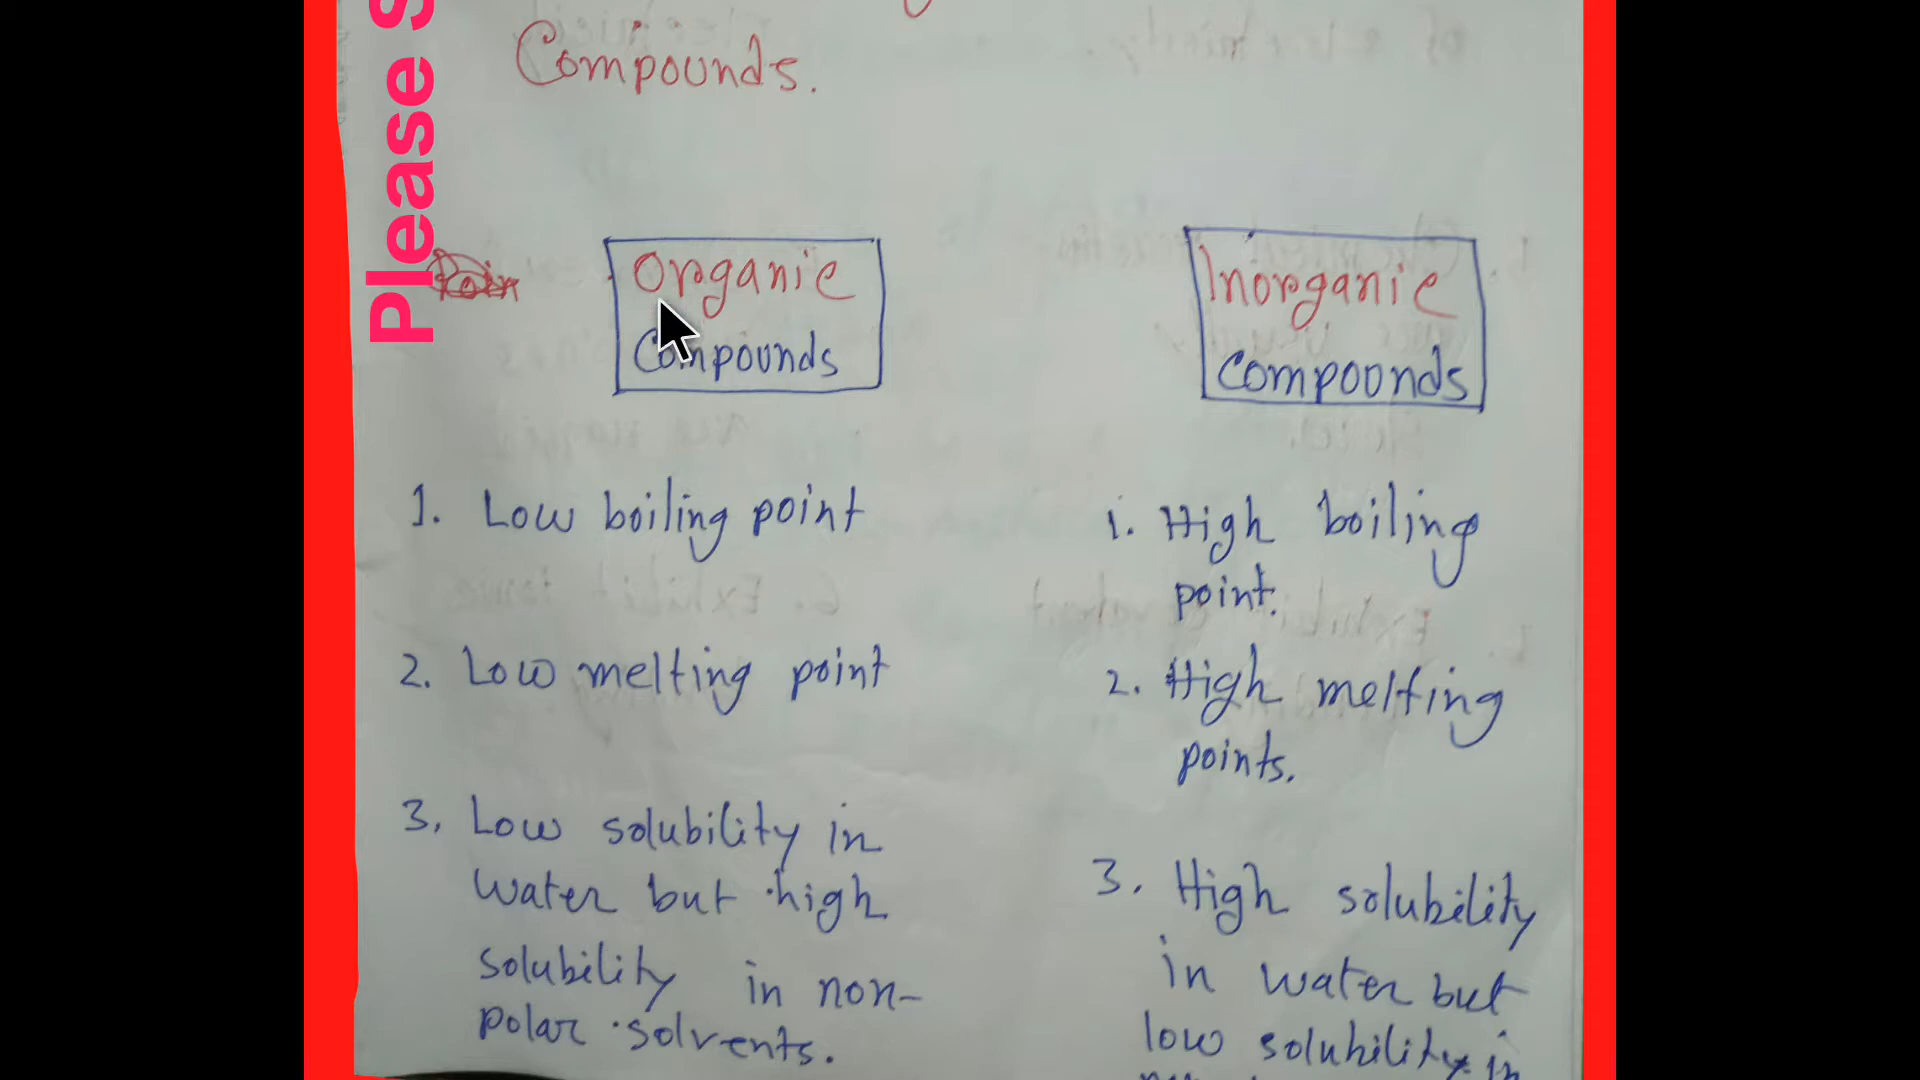 Compounds.
Please S
Organic
Compounds
Inorganic
Compounds
1. Low boiling point
1. High boiling
point.
2. Low melting point
2. High melting
points.
3. Low solubility in
water but high
solubility in non-
polar solvents.
3. High solubility
in water but
low solubility in